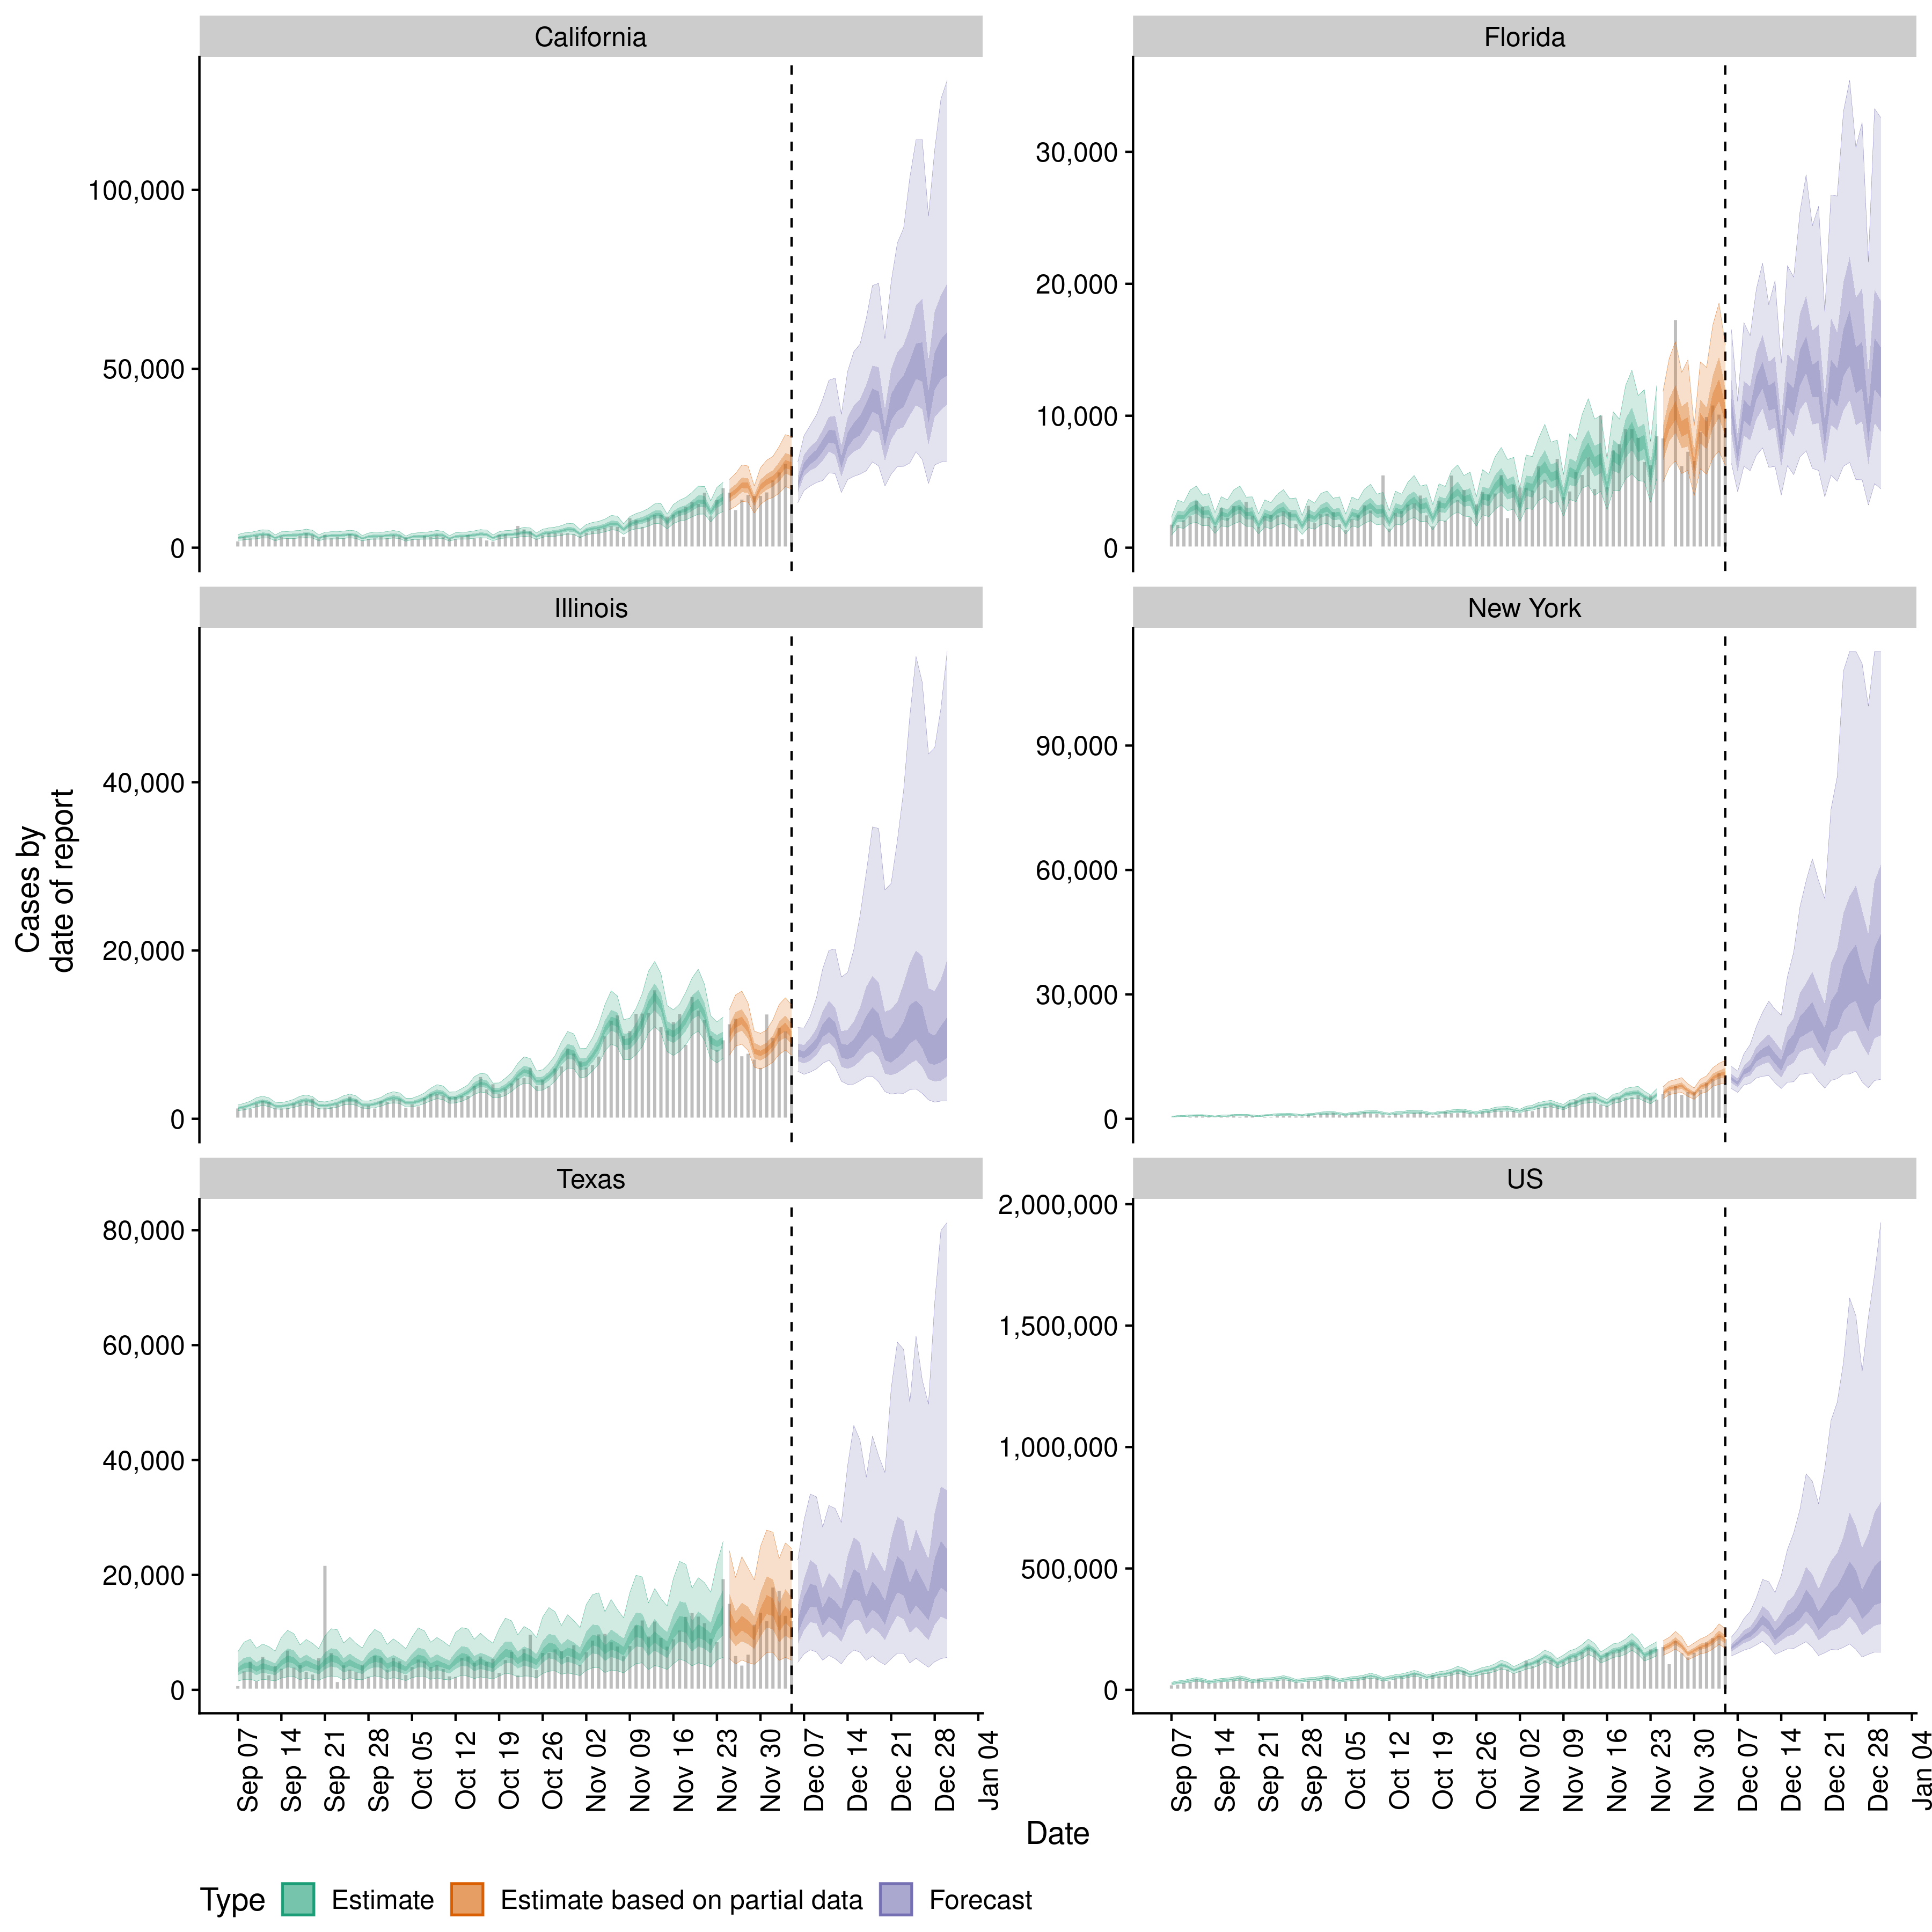 California
Florida
100,000
50,000
0
30,000
20,000
10,000
0
Illinois
New York
40,000
20,000
0
90,000
60,000
30,000
0
Cases by
date of report
Texas
US
80,000
60,000
40,000
20,000
0
2,000,000
1,500,000
1,000,000
500,000
0
Sep 07
Sep 14
Sep 21
Sep 28
Oct 05
Oct 12
Oct 19
Oct 26
Nov 02
Nov 09
Nov 16
Nov 23
Nov 30
Dec 07
Dec 14
Dec 21
Dec 28
Jan 04
Sep 07
Sep 14
Sep 21
Sep 28
Oct 05
Oct 12
Oct 19
Oct 26
Nov 02
Nov 09
Nov 16
Nov 23
Nov 30
Dec 07
Dec 14
Dec 21
Dec 28
Jan 04
Date
Type Estimate Estimate based on partial data Forecast